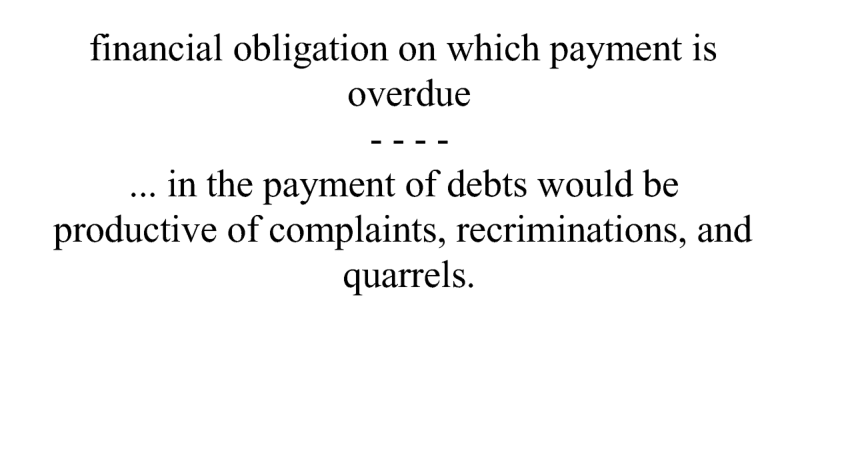 financial obligation on which payment is
overdue
- - - -
... in the payment of debts would be
productive of complaints, recriminations, and
quarrels.